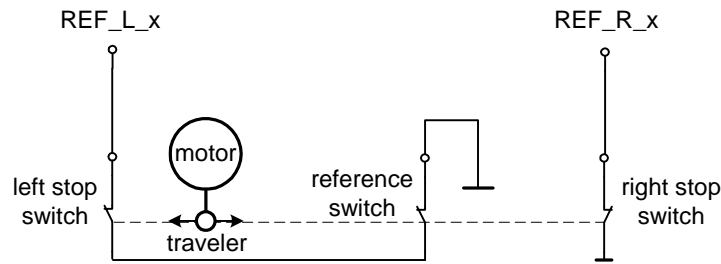 REF_L_x
REF_R_x
motor
left stop
switch
traveler
reference
switch
right stop
switch